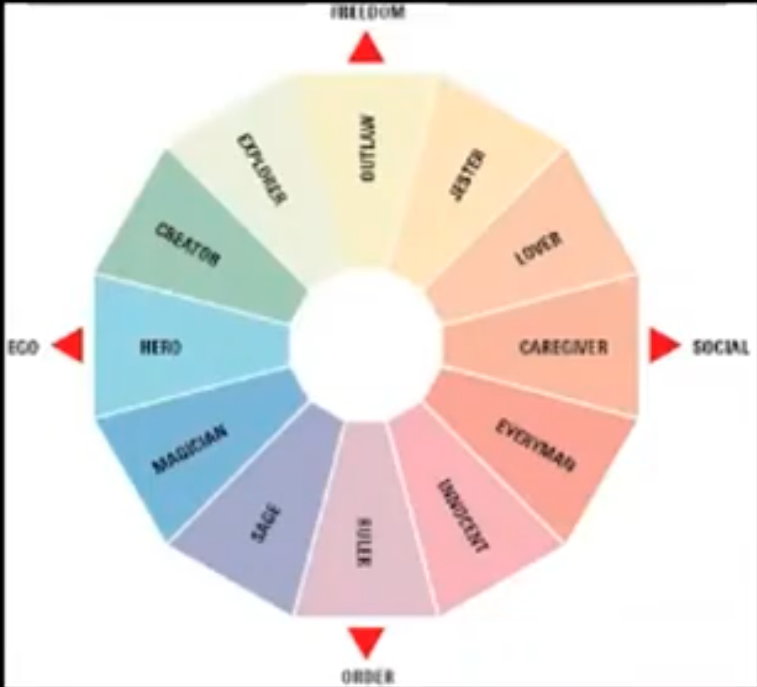 FREEDOM
OUTLAW
EXPLORER
JESTER
CREATOR
LOVER
EGO
HERO
CAREGIVER
SOCIAL
MAGICIAN
EVERYMAN
SAGE
INNOCENT
RULER
ORDER